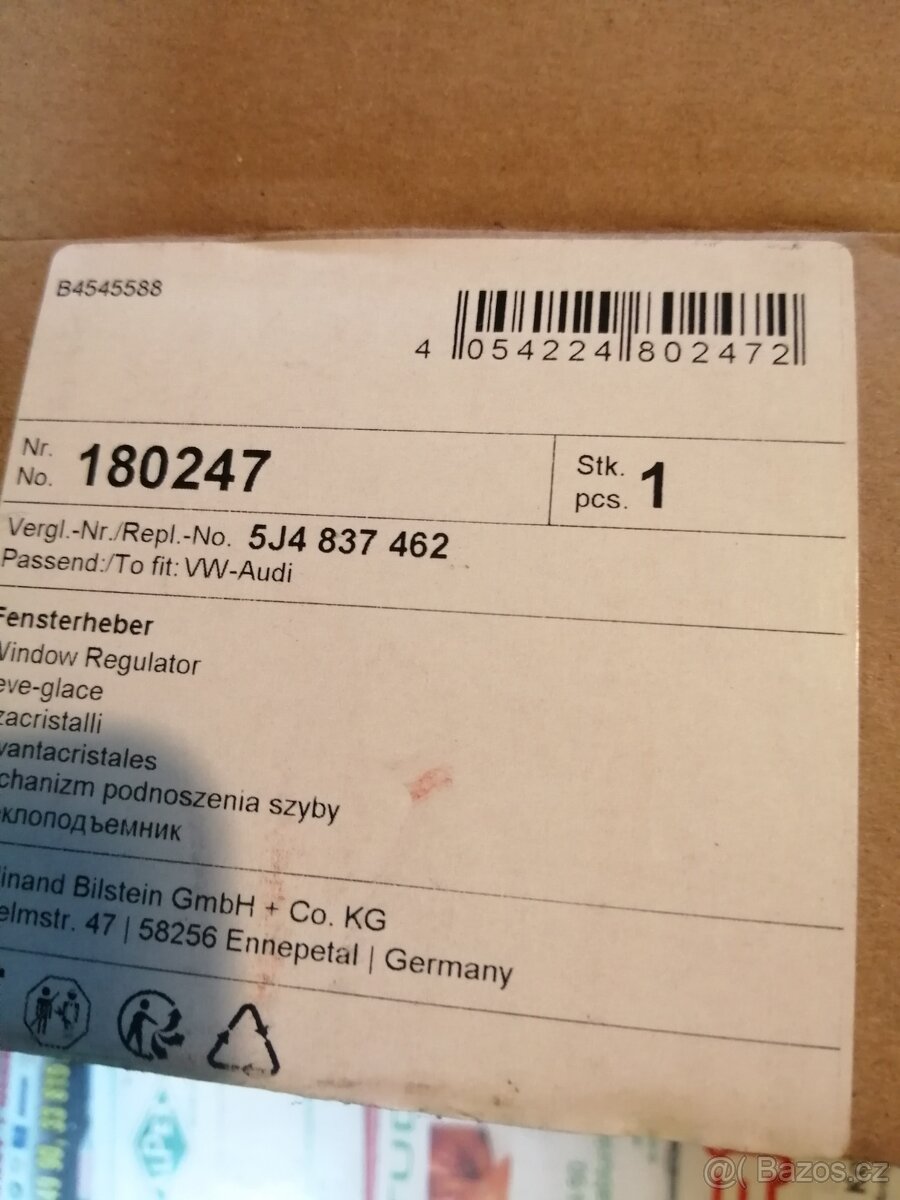 B4545588
4 054224 802472
Nr.
No. 180247
Stk.
pcs. 1
Vergl.-Nr./Repl.-No. 5J4 837 462
Passend:/To fit: VW-Audi
Fensterheber
Window Regulator
eve-glace
zacristalli
vantacristales
chanizm podnoszenia szyby
еклоподъемник
inand Bilstein GmbH + Co. KG
elmstr. 47 | 58256 Ennepetal | Germany
@( Bazos.cz